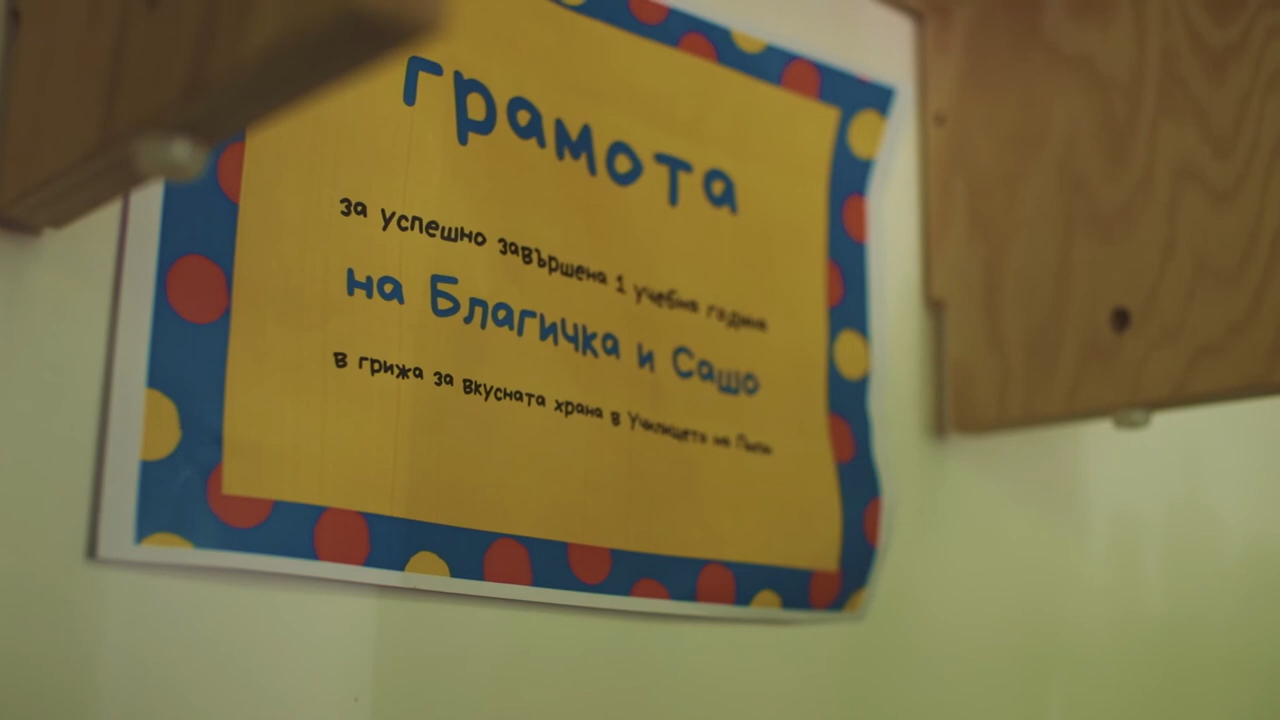 грамота
за успешно завършена 1 учебна година
на Благичка и Сашо
в грижа за вкусната храна в Училището на